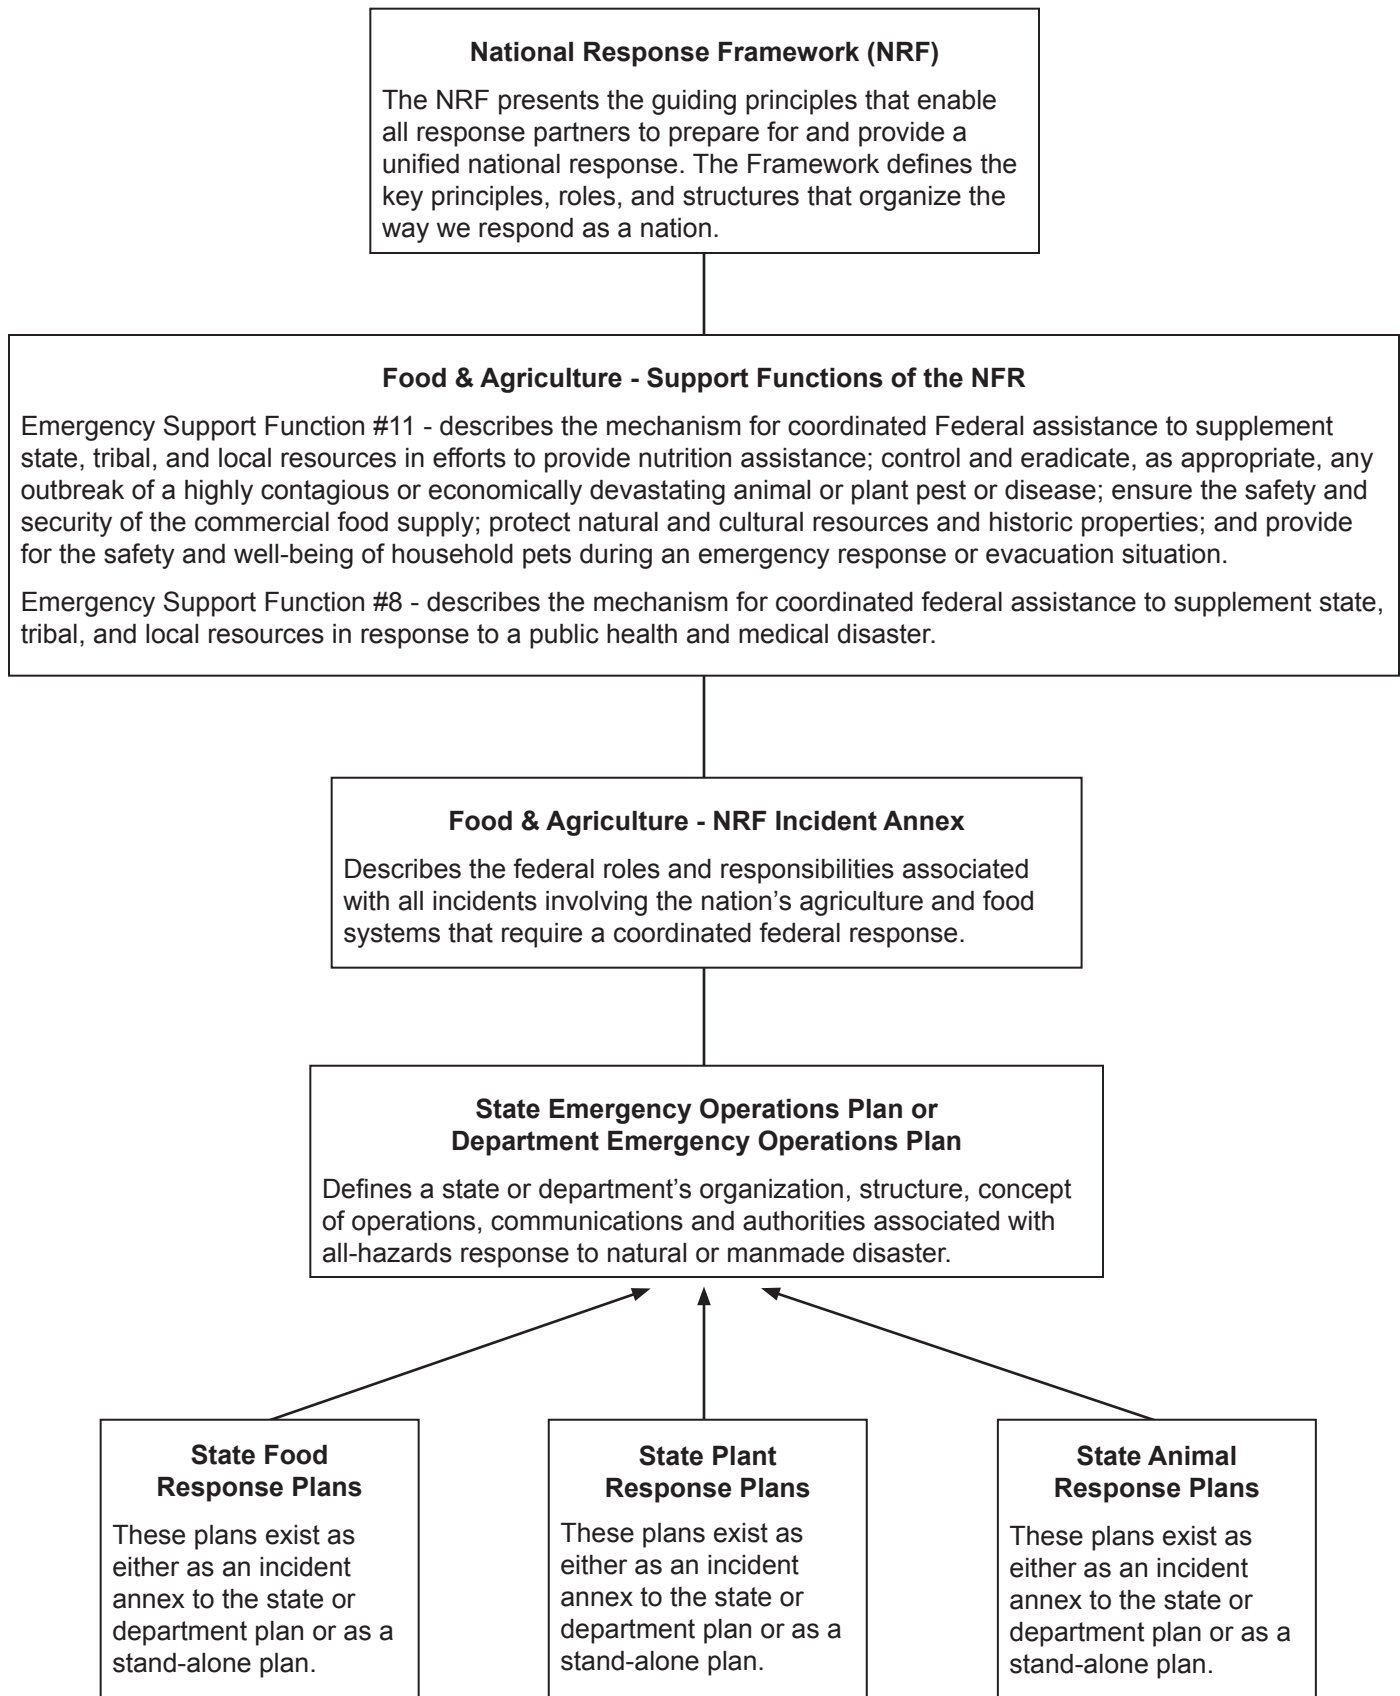 National Response Framework (NRF)
The NRF presents the guiding principles that enable
all response partners to prepare for and provide a
unified national response. The Framework defines the
key principles, roles, and structures that organize the
way we respond as a nation.
Food & Agriculture - Support Functions of the NFR
Emergency Support Function #11 - describes the mechanism for coordinated Federal assistance to supplement
state, tribal, and local resources in efforts to provide nutrition assistance; control and eradicate, as appropriate, any
outbreak of a highly contagious or economically devastating animal or plant pest or disease; ensure the safety and
security of the commercial food supply; protect natural and cultural resources and historic properties; and provide
for the safety and well-being of household pets during an emergency response or evacuation situation.
Emergency Support Function #8 - describes the mechanism for coordinated federal assistance to supplement state,
tribal, and local resources in response to a public health and medical disaster.
Food & Agriculture - NRF Incident Annex
Describes the federal roles and responsibilities associated
with all incidents involving the nation’s agriculture and food
systems that require a coordinated federal response.
State Emergency Operations Plan or
Department Emergency Operations Plan
Defines a state or department’s organization, structure, concept
of operations, communications and authorities associated with
all-hazards response to natural or manmade disaster.
State Food
Response Plans
These plans exist as
either as an incident
annex to the state or
department plan or as a
stand-alone plan.
State Plant
Response Plans
These plans exist as
either as an incident
annex to the state or
department plan or as a
stand-alone plan.
State Animal
Response Plans
These plans exist as
either as an incident
annex to the state or
department plan or as a
stand-alone plan.